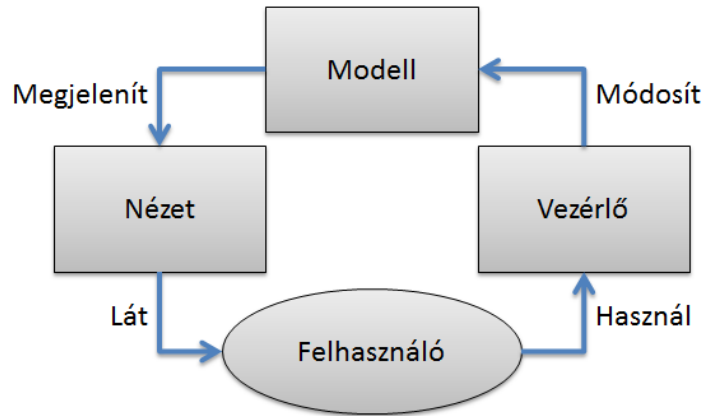 Modell
Megjelenít
Módosít
Nézet
Vezérlő
Lát
Használ
Felhasználó